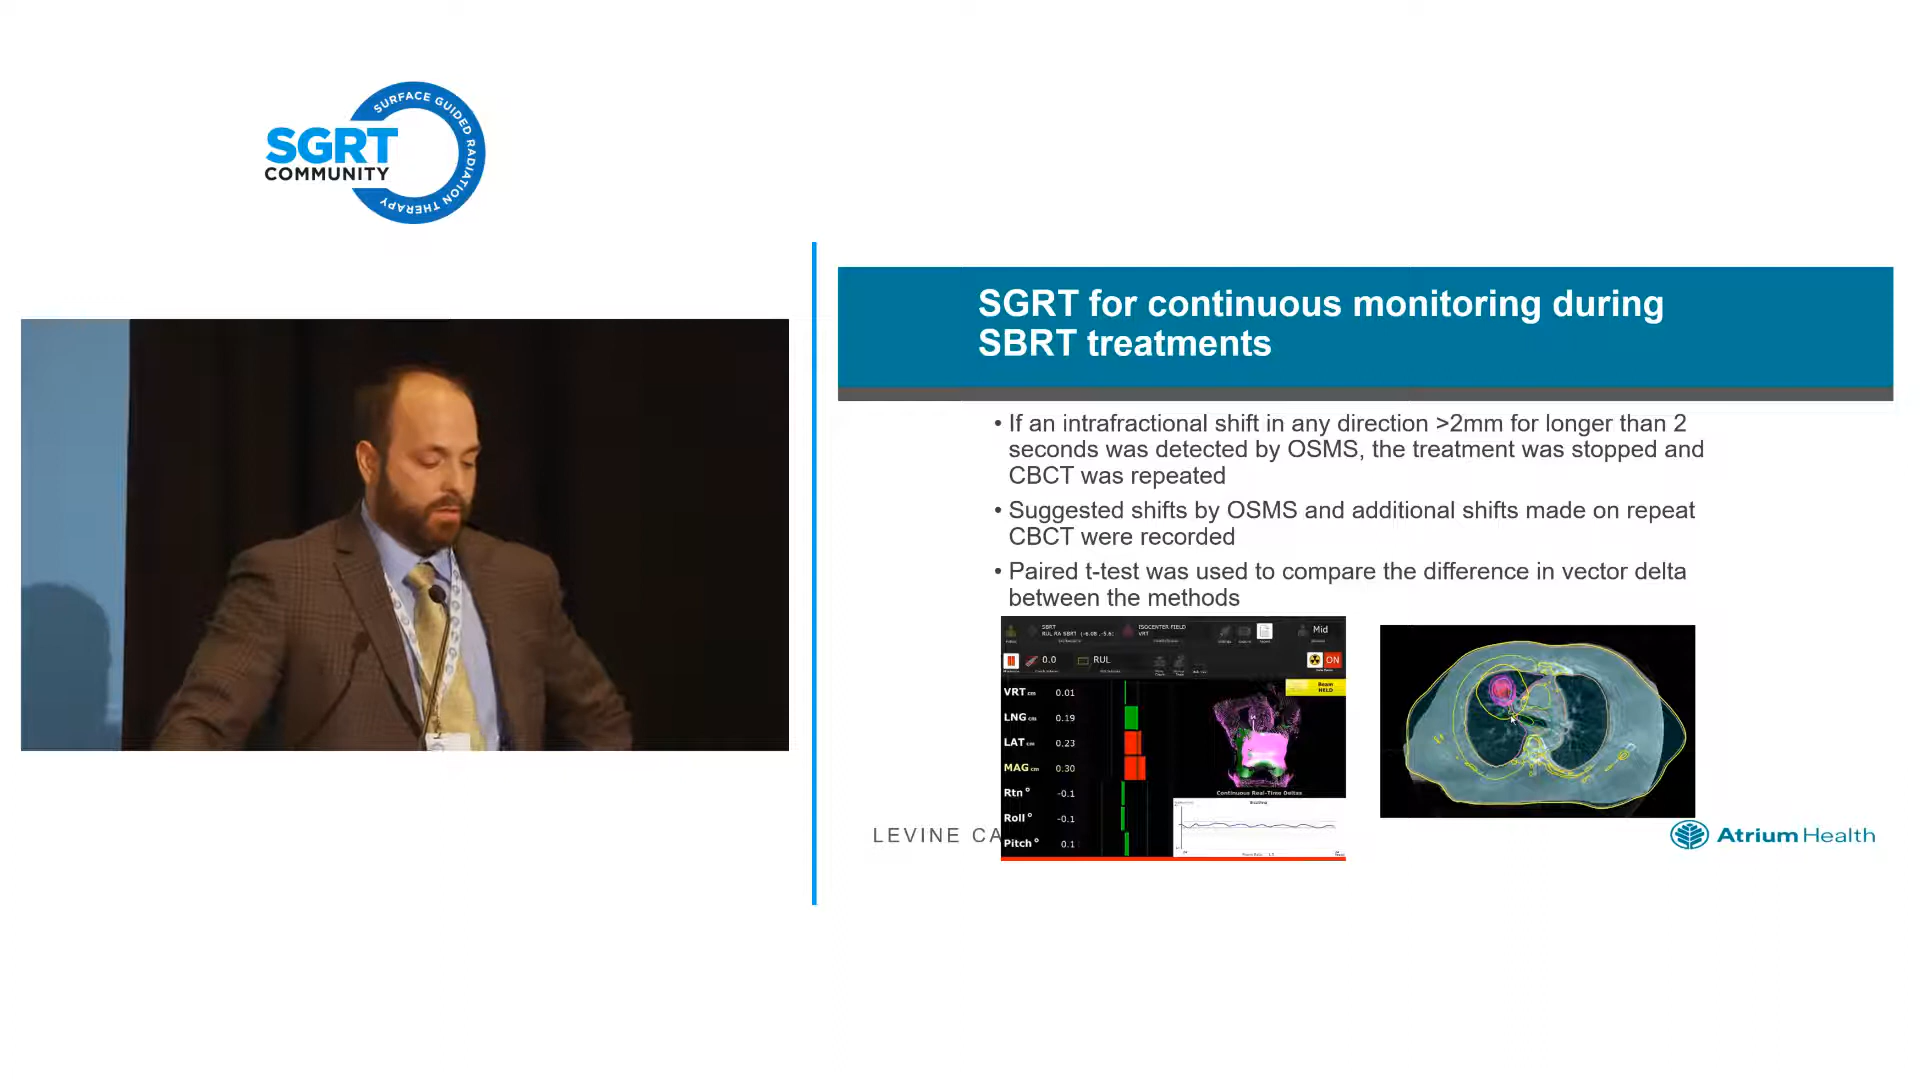 SURFACE GUIDED RADIATION THERAPY
SGRT
COMMUNITY
SGRT for continuous monitoring during
SBRT treatments
• If an intrafractional shift in any direction >2mm for longer than 2
seconds was detected by OSMS, the treatment was stopped and
CBCT was repeated
• Suggested shifts by OSMS and additional shifts made on repeat
CBCT were recorded
• Paired t-test was used to compare the difference in vector delta
between the methods
SBRT
RUL RA SBRT
ISOCENTER FIELD
VRT
Mid
0.0
RUL
ON
Beam
HELD
VRT cm 0.01
LNG cm 0.19
LAT cm 0.23
MAG cm 0.30
Rtn° -0.1
Roll° -0.1
Pitch° 0.1
Continuous Real-Time Deltas
LEVINE CA
Atrium Health